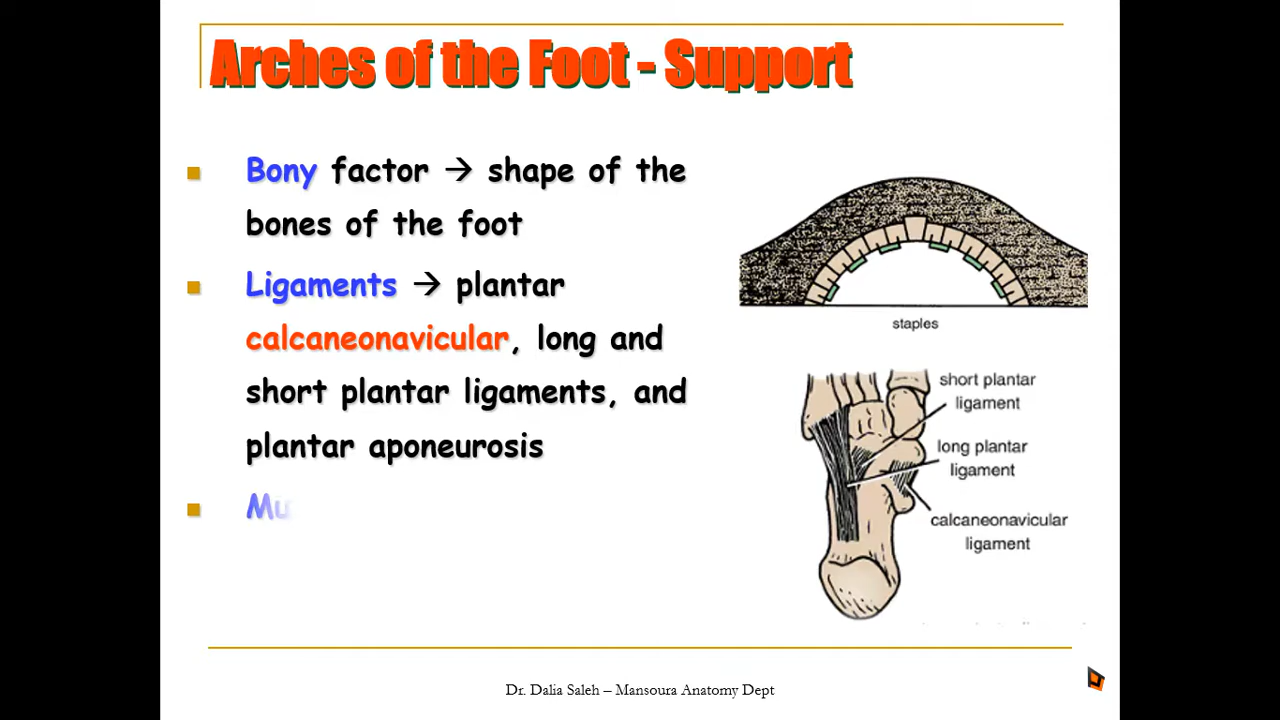 Arches of the Foot - Support
Bony factor → shape of the
bones of the foot
Ligaments → plantar
calcaneonavicular, long and
short plantar ligaments, and
plantar aponeurosis
staples
short plantar
ligament
long plantar
ligament
calcaneonavicular
ligament
Dr. Dalia Saleh – Mansoura Anatomy Dept